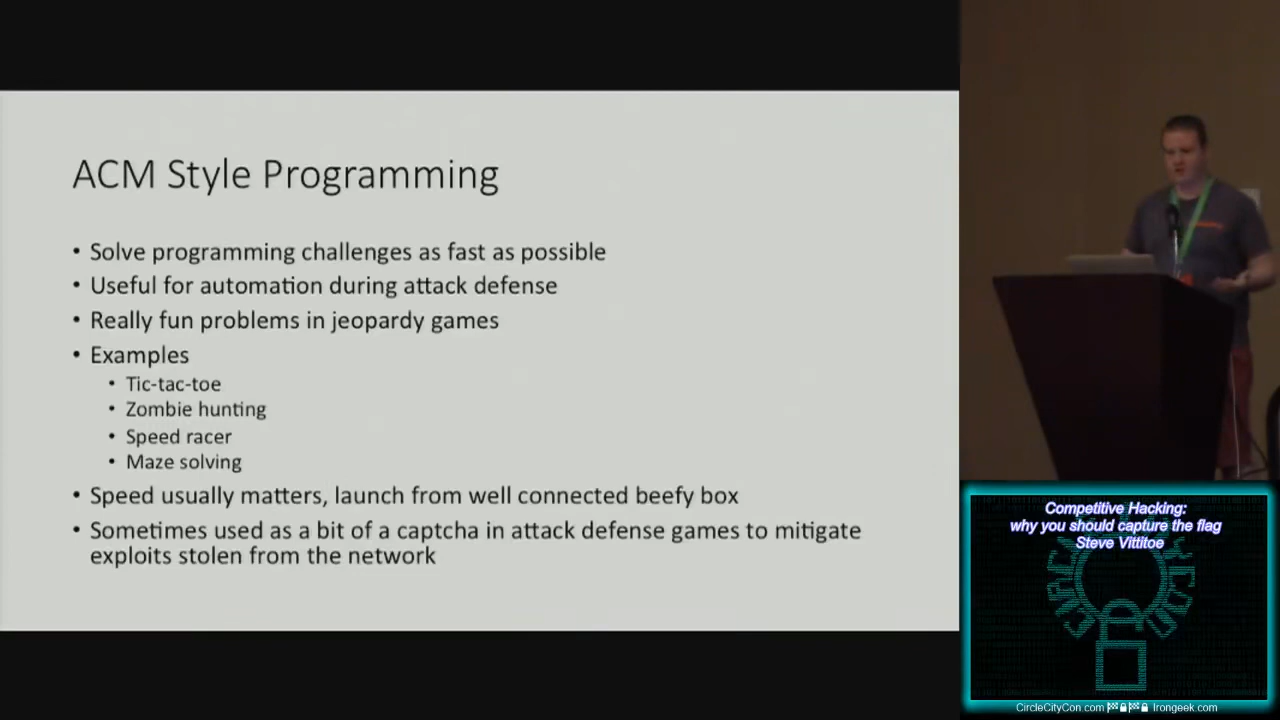 ACM Style Programming
• Solve programming challenges as fast as possible
• Useful for automation during attack defense
• Really fun problems in jeopardy games
• Examples
• Tic-tac-toe
• Zombie hunting
• Speed racer
• Maze solving
• Speed usually matters, launch from well connected beefy box
• Sometimes used as a bit of a captcha in attack defense games to mitigate
exploits stolen from the network
Competitive Hacking:
why you should capture the flag
Steve Vittitoe
CircleCityCon.com Irongeek.com